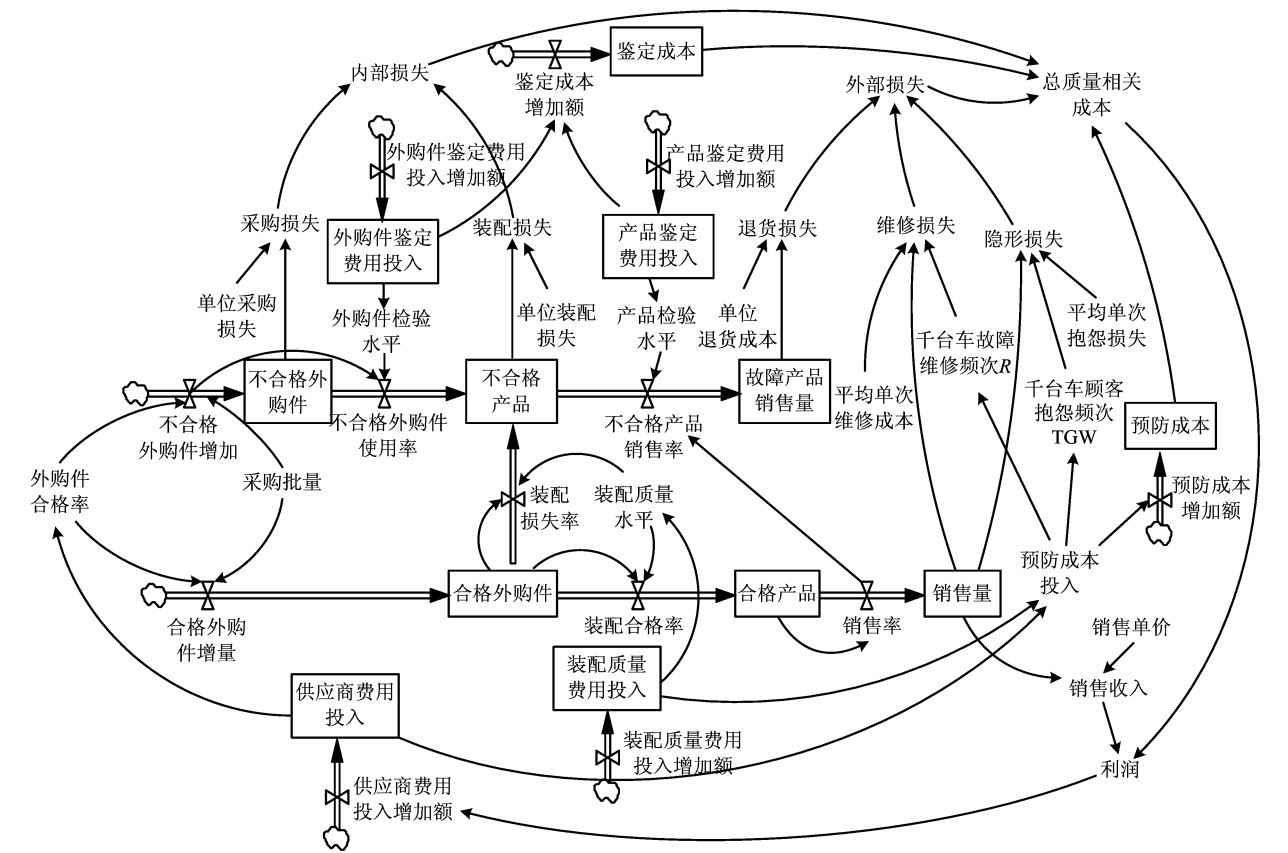 鉴定成本
内部损失
鉴定成本
增加额
外部损失
总质量相关
成本
外购件鉴定费用
投入增加额
产品鉴定费用
投入增加额
采购损失
外购件鉴定
费用投入
装配损失
产品鉴定
费用投入
退货损失
维修损失
隐形损失
单位采购
损失
外购件检验
水平
单位装配
损失
产品检验
水平
单位
退货成本
千台车故障
维修频次R
平均单次
抱怨损失
不合格外
购件
不合格
产品
故障产品
销售量
平均单次
维修成本
千台车顾客
抱怨频次
TGW
预防成本
不合格
外购件增加
不合格外购件
使用率
不合格产品
销售率
外购件
合格率
采购批量
装配
损失率
装配质量
水平
预防成本
增加额
预防成本
投入
合格外购件
合格产品
销售量
合格外购
件增量
装配合格率
销售率
销售单价
供应商费用
投入
装配质量
费用投入
销售收入
装配质量费用
投入增加额
利润
供应商费用
投入增加额